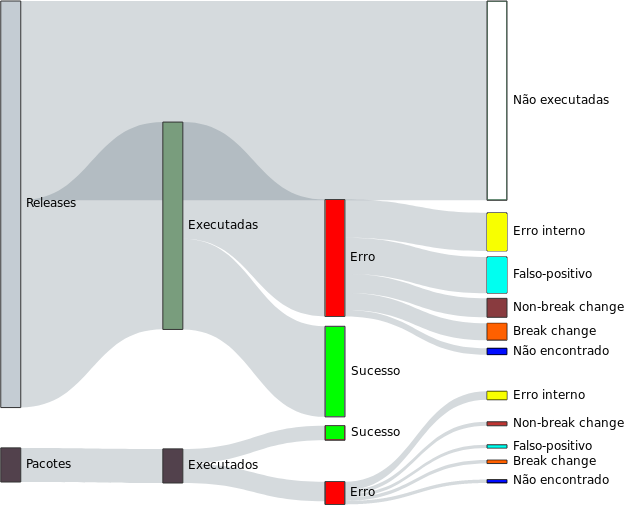 Releases
Pacotes
Executadas
Executados
Erro
Sucesso
Sucesso
Erro
Não executadas
Erro interno
Falso-positivo
Non-break change
Break change
Não encontrado
Erro interno
Non-break change
Falso-positivo
Break change
Não encontrado